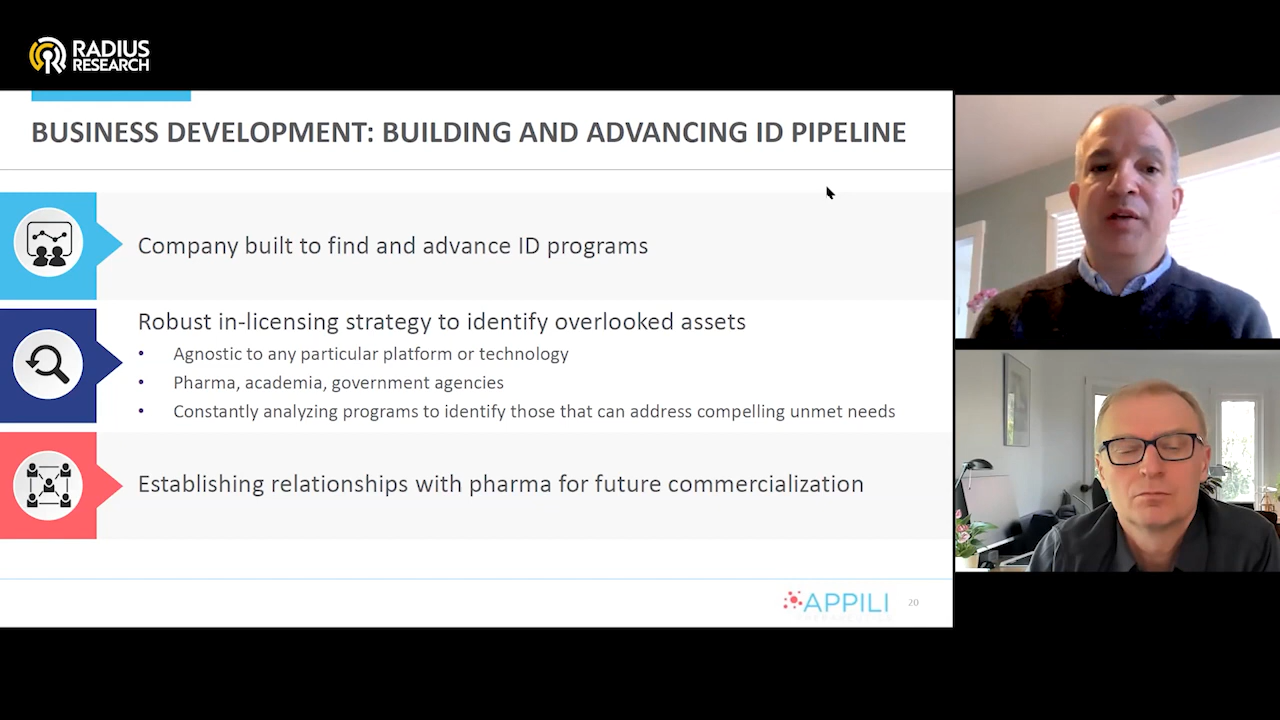 RADIUS
RESEARCH
BUSINESS DEVELOPMENT: BUILDING AND ADVANCING ID PIPELINE
Company built to find and advance ID programs
Robust in-licensing strategy to identify overlooked assets
• Agnostic to any particular platform or technology
• Pharma, academia, government agencies
• Constantly analyzing programs to identify those that can address compelling unmet needs
Establishing relationships with pharma for future commercialization
APPILI
20